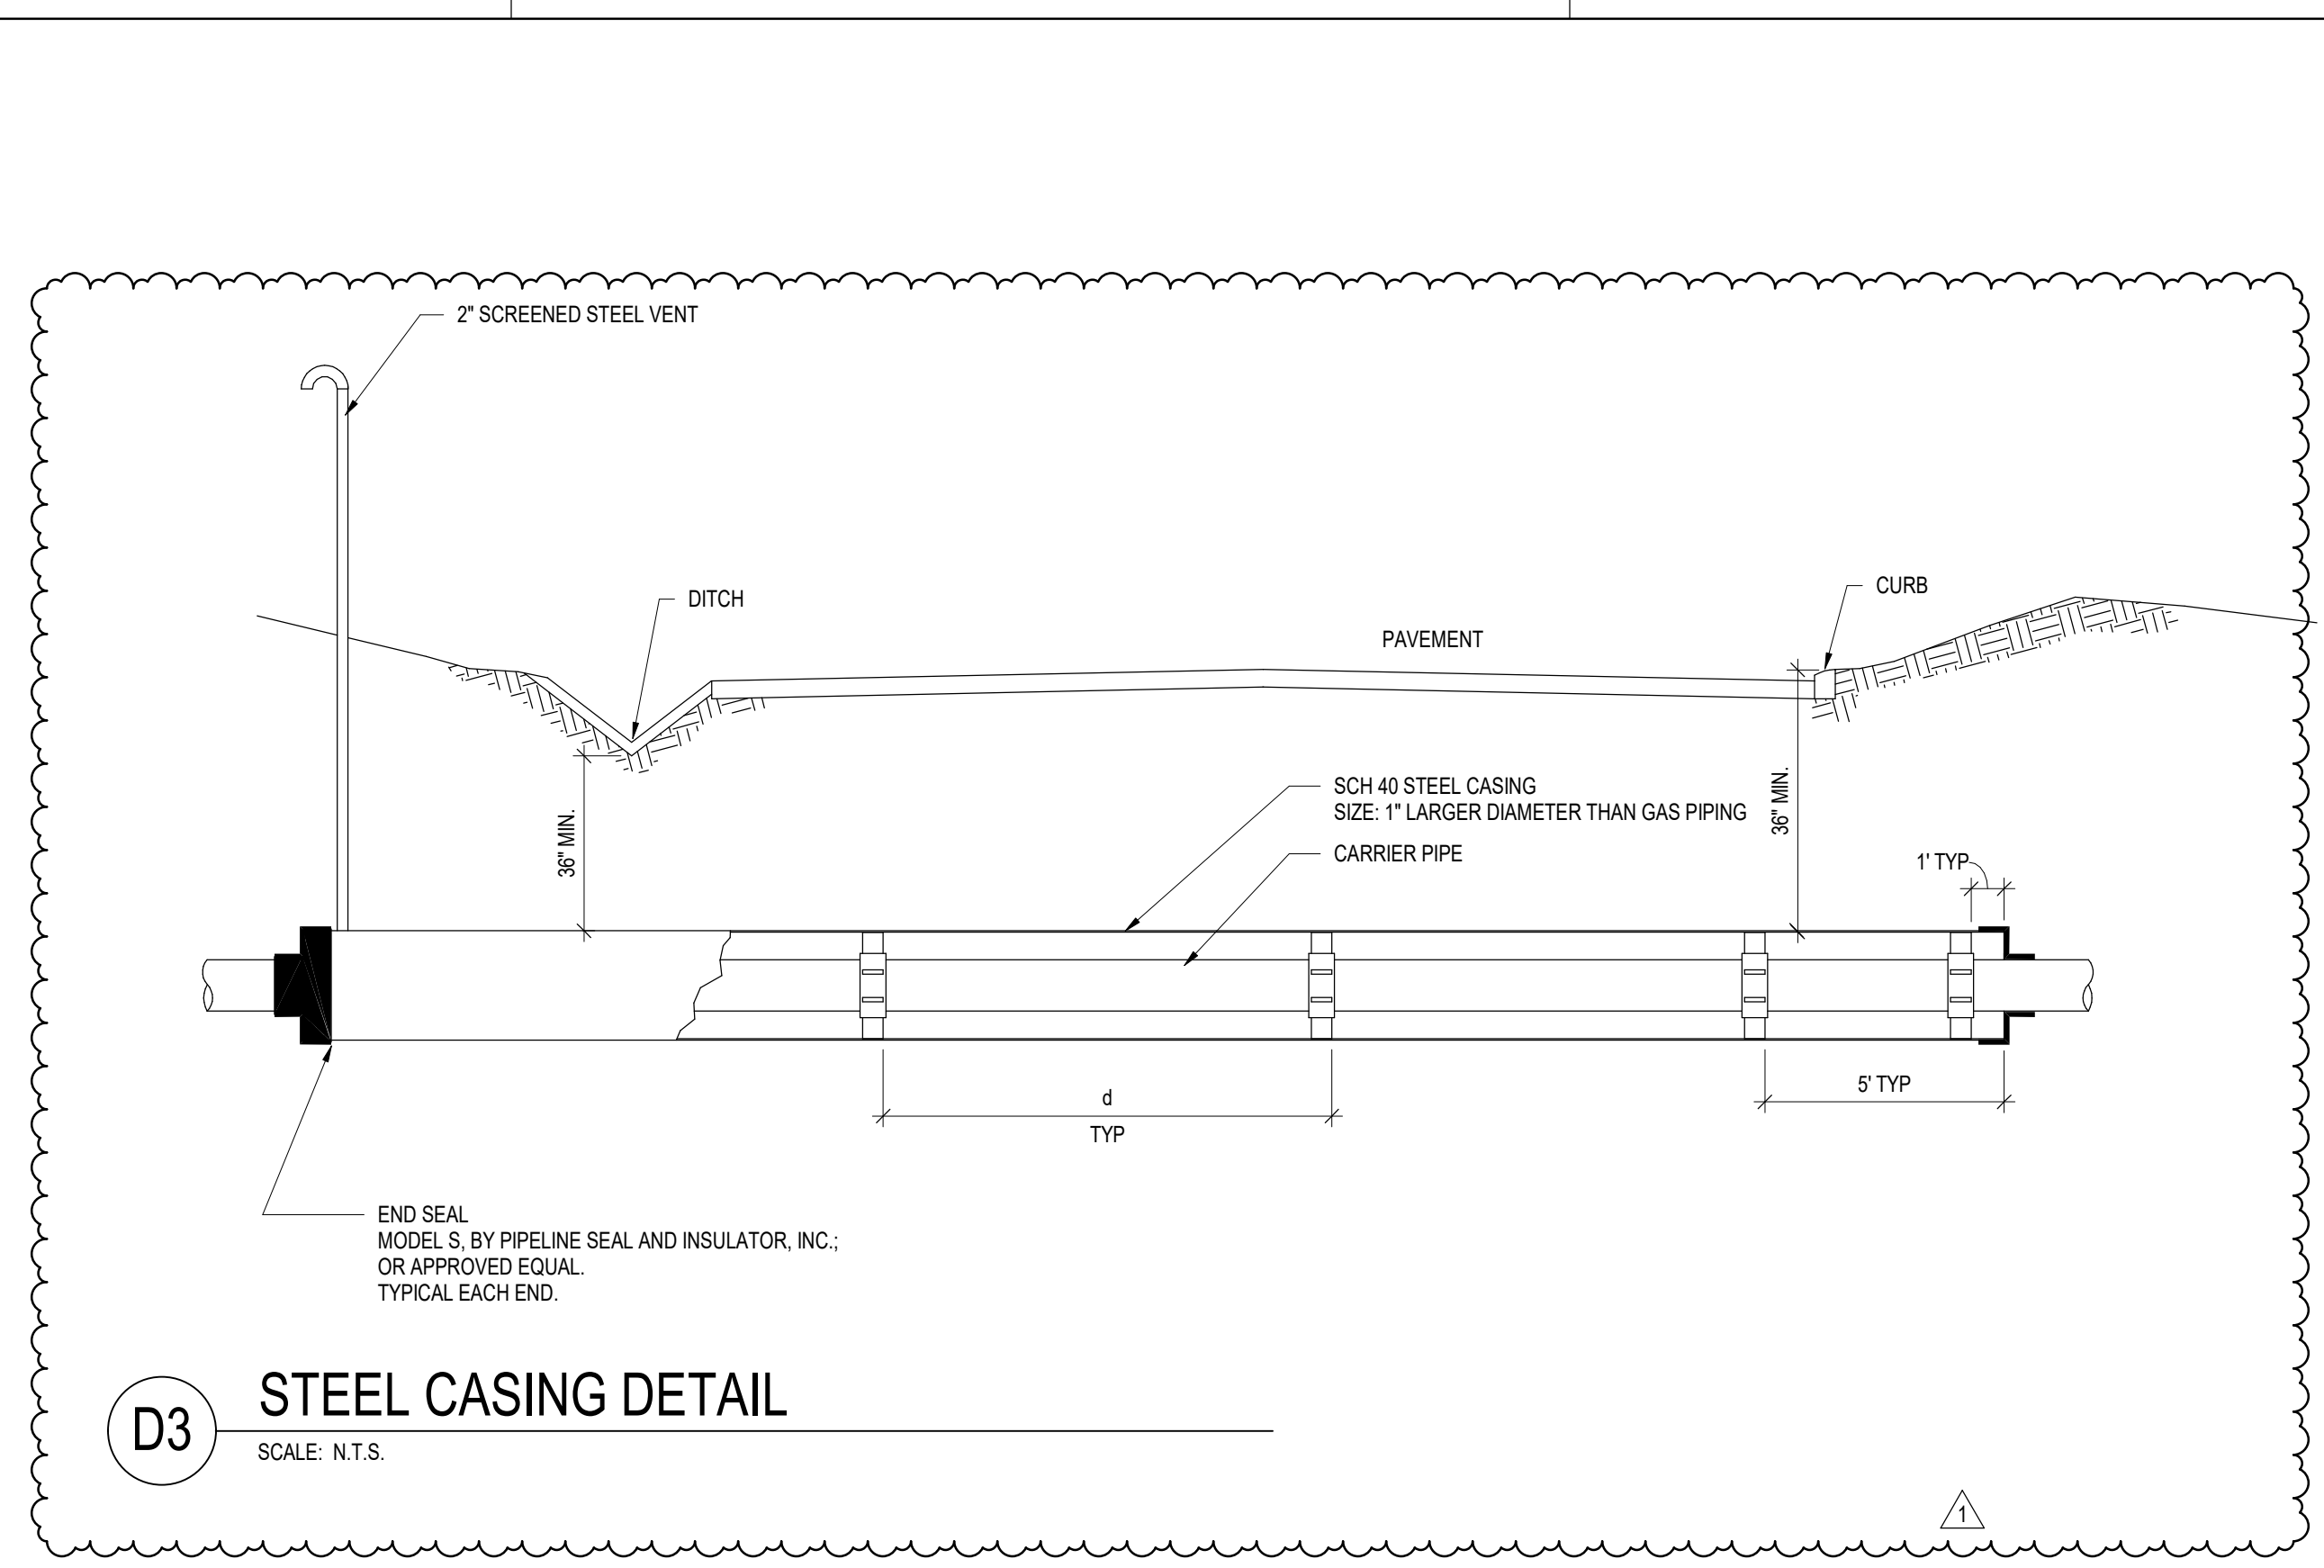 2" SCREENED STEEL VENT
DITCH
CURB
PAVEMENT
SCH 40 STEEL CASING
SIZE: 1" LARGER DIAMETER THAN GAS PIPING
CARRIER PIPE
36" MIN.
36" MIN.
1' TYP
d
TYP
5' TYP
END SEAL
MODEL S, BY PIPELINE SEAL AND INSULATOR, INC.;
OR APPROVED EQUAL.
TYPICAL EACH END.
D3
STEEL CASING DETAIL
SCALE: N.T.S.
1